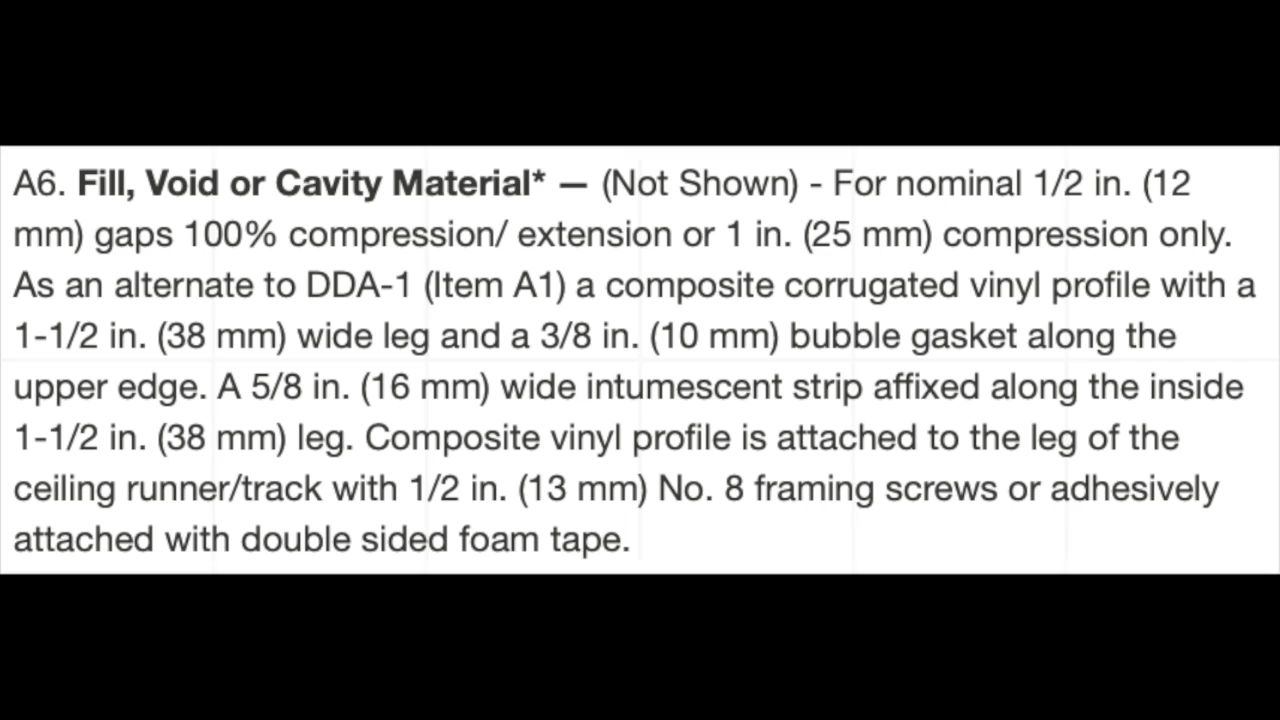 A6. Fill, Void or Cavity Material* — (Not Shown) - For nominal 1/2 in. (12
mm) gaps 100% compression/ extension or 1 in. (25 mm) compression only.
As an alternate to DDA-1 (Item A1) a composite corrugated vinyl profile with a
1-1/2 in. (38 mm) wide leg and a 3/8 in. (10 mm) bubble gasket along the
upper edge. A 5/8 in. (16 mm) wide intumescent strip affixed along the inside
1-1/2 in. (38 mm) leg. Composite vinyl profile is attached to the leg of the
ceiling runner/track with 1/2 in. (13 mm) No. 8 framing screws or adhesively
attached with double sided foam tape.